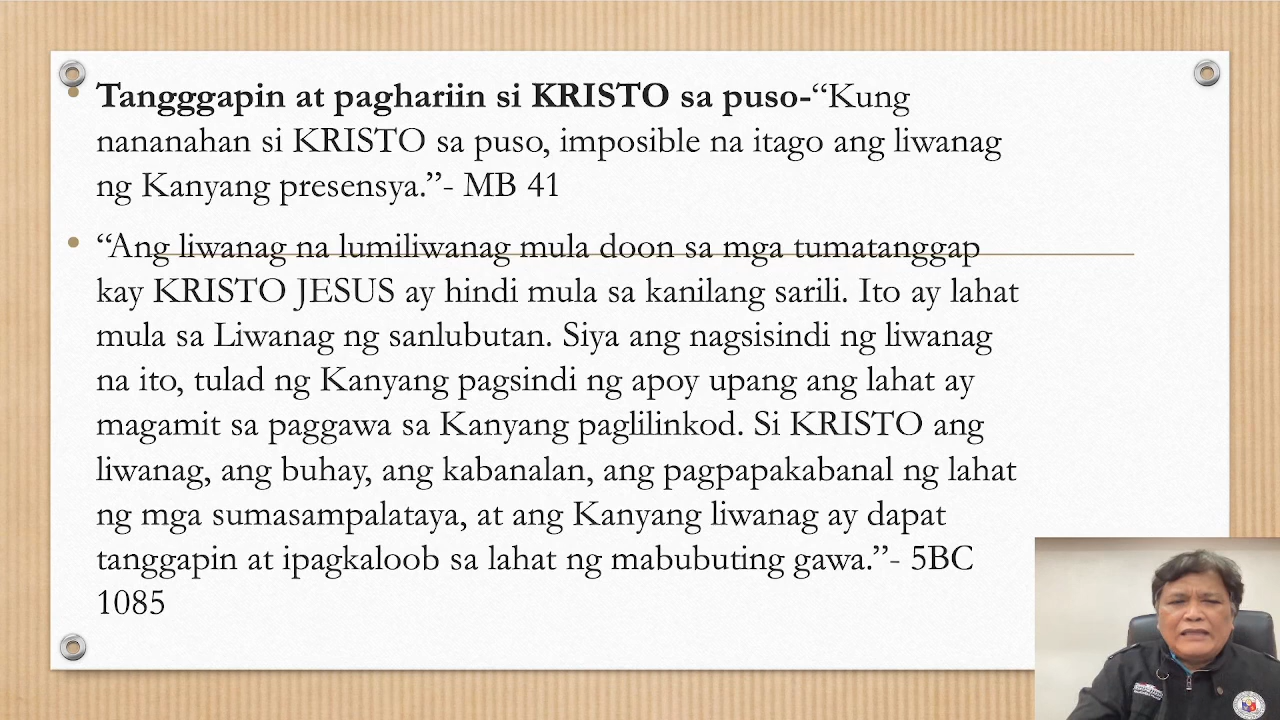 Tangggapin at paghariin si KRISTO sa puso-“Kung
nananahan si KRISTO sa puso, imposible na itago ang liwanag
ng Kanyang presensya.”- MB 41
“Ang liwanag na lumiliwanag mula doon sa mga tumatanggap
kay KRISTO JESUS ay hindi mula sa kanilang sarili. Ito ay lahat
mula sa Liwanag ng sanlubutan. Siya ang nagsisindi ng liwanag
na ito, tulad ng Kanyang pagsindi ng apoy upang ang lahat ay
magamit sa paggawa sa Kanyang paglilinkod. Si KRISTO ang
liwanag, ang buhay, ang kabanalan, ang pagpapakabanal ng lahat
ng mga sumasampalataya, at ang Kanyang liwanag ay dapat
tanggapin at ipagkaloob sa lahat ng mabubuting gawa.”- 5BC
1085